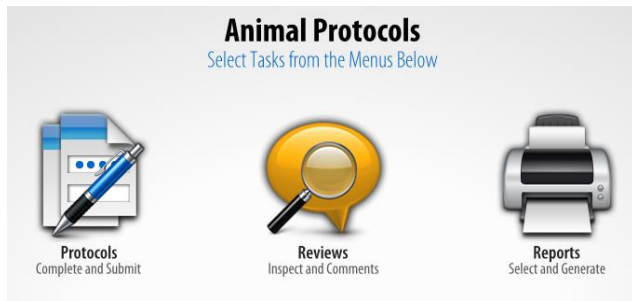 Animal Protocols
Select Tasks from the Menus Below
Protocols
Complete and Submit
Reviews
Inspect and Comments
Reports
Select and Generate